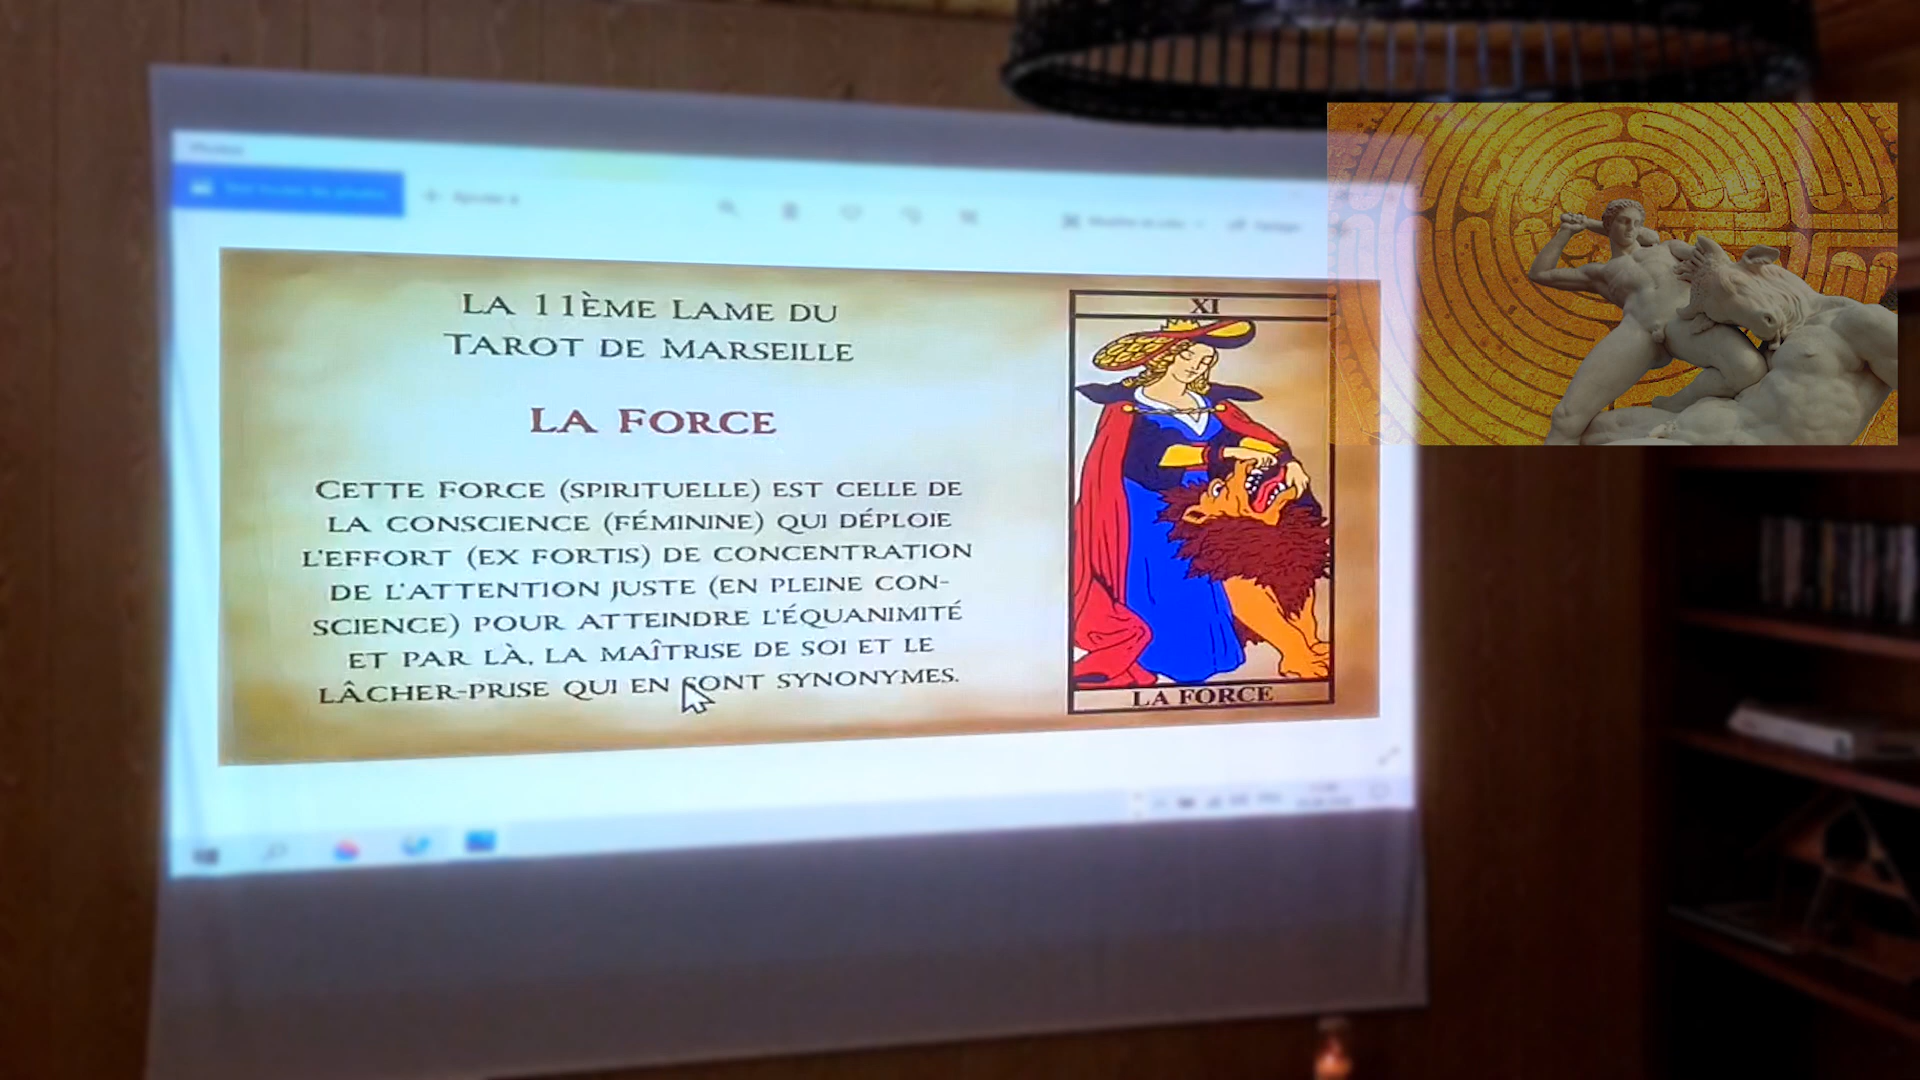 LA 11ÈME LAME DU
TAROT DE MARSEILLE
LA FORCE
CETTE FORCE (SPIRITUELLE) EST CELLE DE
LA CONSCIENCE (FÉMININE) QUI DÉPLOIE
L'EFFORT (EX FORTIS) DE CONCENTRATION
DE L'ATTENTION JUSTE (EN PLEINE CON-
SCIENCE) POUR ATTEINDRE L'ÉQUANIMITÉ
ET PAR LÀ, LA MAÎTRISE DE SOI ET LE
LÂCHER-PRISE QUI EN SONT SYNONYMES.
XI
LA FORCE